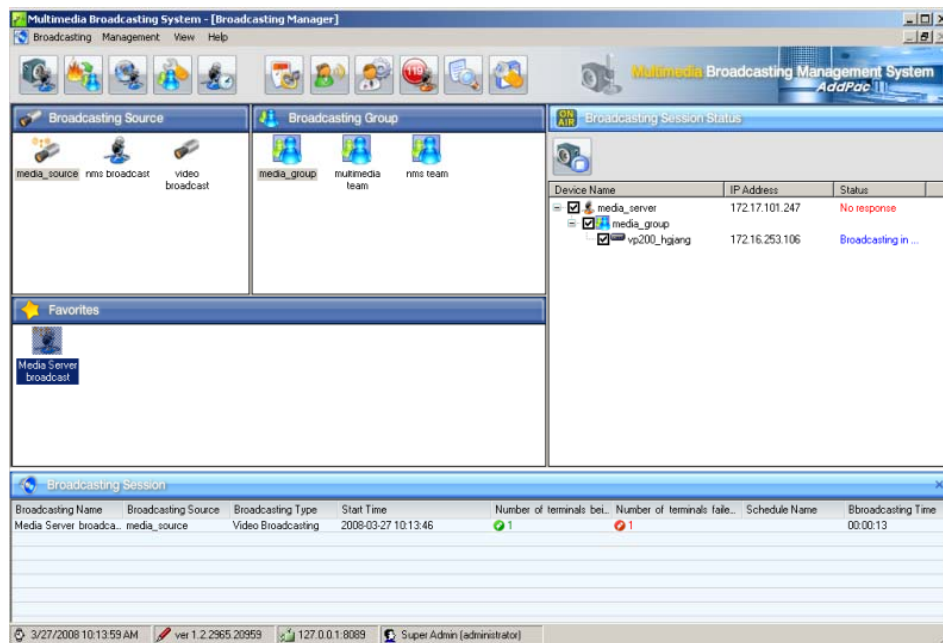 Multimedia Broadcasting System - [Broadcasting Manager]
Broadcasting Management View Help
119
Multimedia Broadcasting Management System
AddPac
Broadcasting Source
Broadcasting Group
ON AIR
Broadcasting Session Status
media_source
nms broadcast
video broadcast
media_group
multimedia team
nms team
Device Name IP Address Status
media_server 172.17.101.247 No response
media_group
vp200_hgjang 172.16.253.106 Broadcasting in ...
Favorites
Media Server broadcast
Broadcasting Session
Broadcasting Name Broadcasting Source Broadcasting Type Start Time Number of terminals bei... Number of terminals faile... Schedule Name Bbroadcasting Time
Media Server broadca... media_source Video Broadcasting 2008-03-27 10:13:46 1 1 00:00:13
3/27/2008 10:13:59 AM ver 1.2.2965.20959 127.0.0.1:8089 Super Admin (administrator)